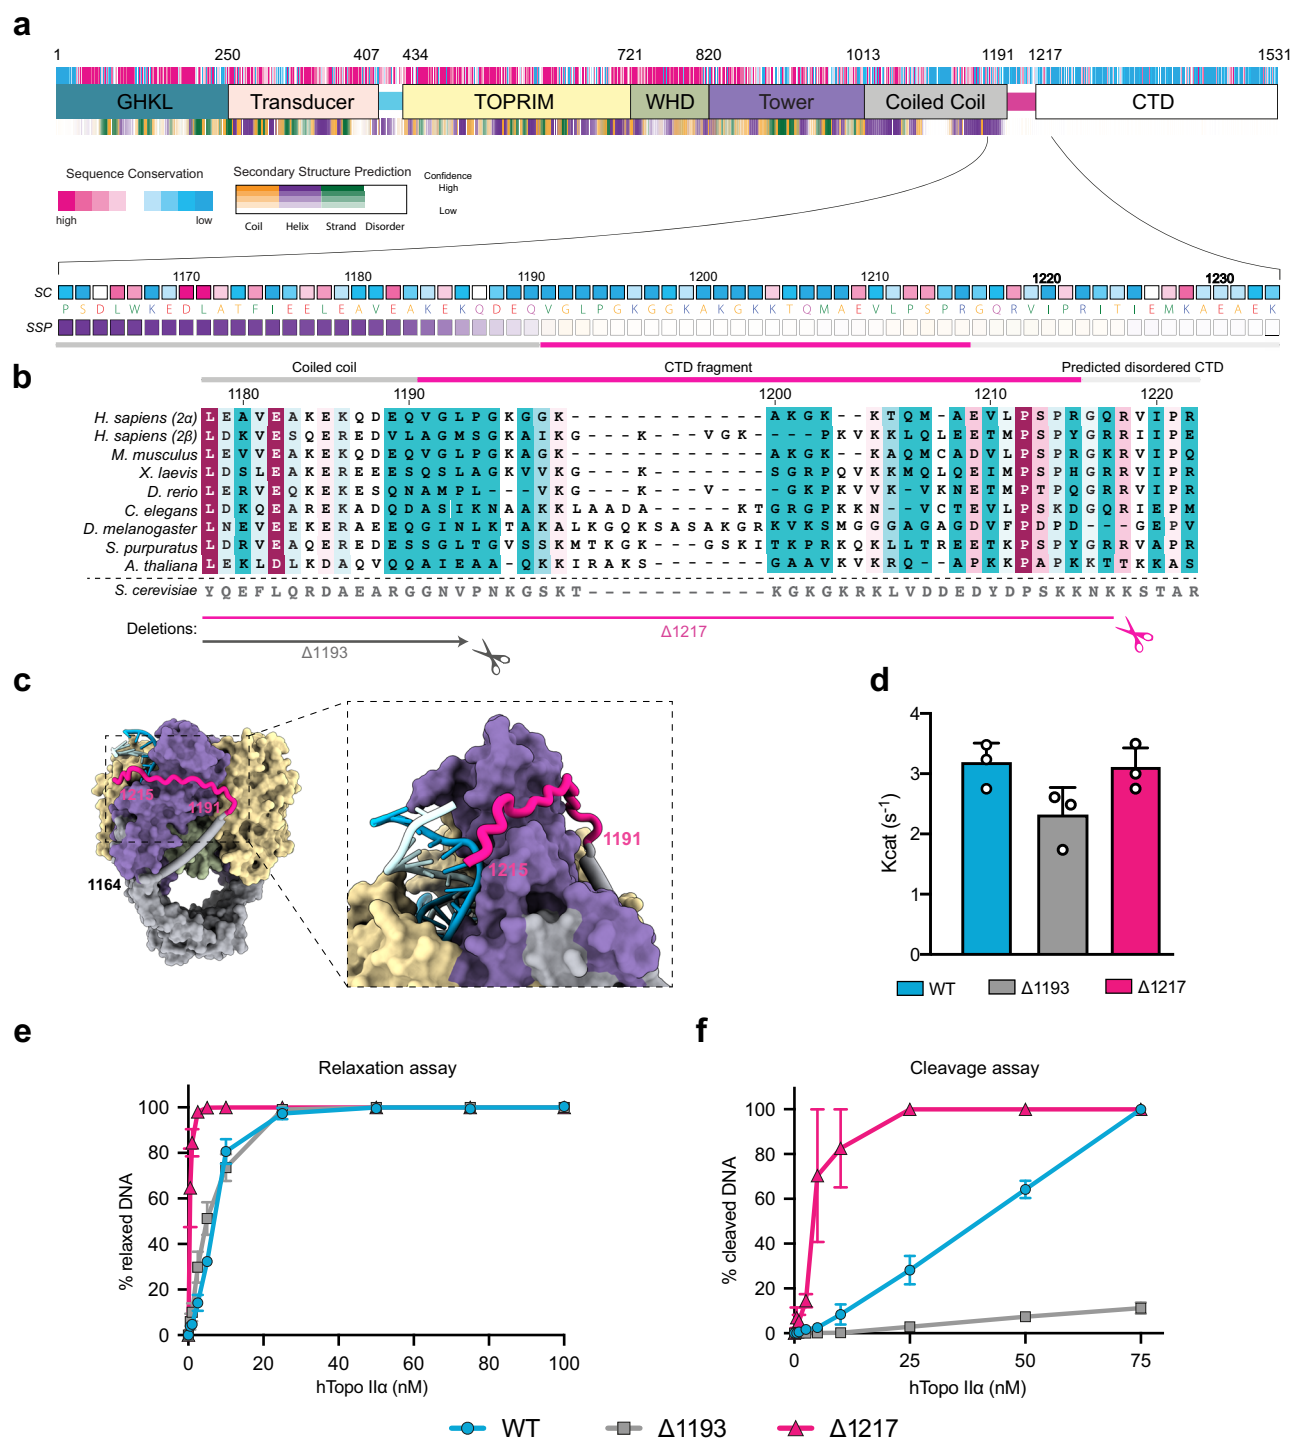 a
1 250 407 434 721 820 1013 1191 1217 1531
GHKL Transducer TOPRIM WHD Tower Coiled Coil CTD
Sequence Conservation
high low
Secondary Structure Prediction
Confidence
High
Low
Coil Helix Strand Disorder
1170 1180 1190 1200 1210 1220 1230
SC
P S D L W K E D L A T F I E E L E A V E A K E K Q D E Q V G L P G K G G K A K G K K T Q M A E V L P S P R G Q R V I P R I T I E M K A E A E K
SSP
b
Coiled coil CTD fragment Predicted disordered CTD
1180 1190 1200 1210 1220
H. sapiens (2α) L E A V E A K E K Q D E Q V G L P G K G G K - - - - - - - - - - - - A K G K - - K T Q M - A E V L P S P R G Q R V I P R
H. sapiens (2β) L D K V E S Q E R E D V L A G M S G K A I K G - - - K - - - V G K - - - - P K V K K L Q L E E T M P S P Y G R R I I P E
M. musculus L E V V E A K E K Q D E Q V G L P G K A G K - - - - - - - - - - - - A K G K - - K A Q M C A D V L P S P R G K R V I P Q
X. laevis L D S L E A K E R E E E S Q S L A G K V V K G - - - K - - - - - - - S G R P Q V K K M Q L Q E I M P S P H G R R V I P R
D. rerio L E R V E Q K E K E S Q N A M P L - - - V K G - - - K - - - V - - - - G K P K V V K - V K N E T M P T P Q G R R V I P R
C. elegans L D K Q E A R E K A D Q D A S I K N A A K K L A A D A - - - - - K T G R G P K K N - - V C T E V L P S P K G R R V I P R
D. melanogaster L N E V E E K E R A E E Q G I N L K T A K A L K G Q K S A S A K G R K V K S M G G G A G A G D V F P D P D - - - G E P V
S. purpuratus L D R V E A Q E R E D E S S G L T G V S S K M T K G K - - - G S K I T K P R K Q K L L T R E E T K P S P Y G R R V A P R
A. thaliana L E K L D L K D A Q V Q Q A I E A A - Q K K I R A K S - - - - - - - G A A V K V K R Q - - A P K K P A P K K T T K K A S
S. cerevisiae Y Q E F L Q R D A E A R G G N V P N K G S K T - - - - - - - - - - - K G K G K R K L V D D E D Y D P S K K N K K S T A R
Deletions:
Δ1217
Δ1193
c
1215 1191
1164
1191
1215
d
Kcat (s-1)
4
3
2
1
0
WT Δ1193 Δ1217
e
Relaxation assay
% relaxed DNA
100
80
60
40
20
0
0 20 40 60 80 100
hTopo IIα (nM)
f
Cleavage assay
% cleaved DNA
100
80
60
40
20
0
0 25 50 75
hTopo IIα (nM)
WT Δ1193 Δ1217